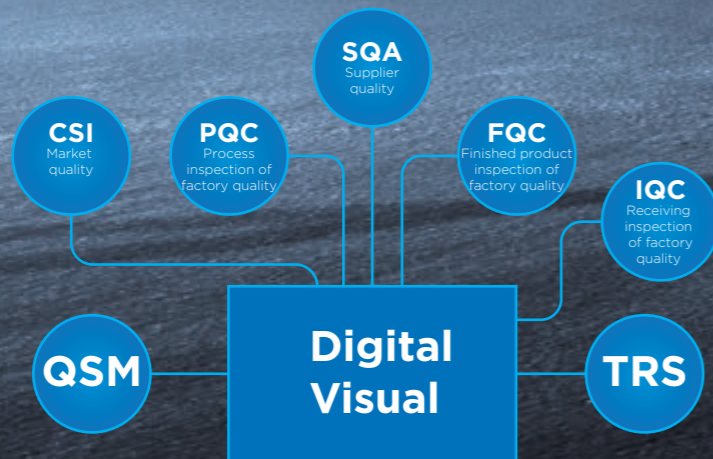 SQA
Supplier
quality
CSI
Market
quality
PQC
Process
inspection of
factory quality
FQC
Finished product
inspection of
factory quality
IQC
Receiving
inspection
of factory
quality
QSM
Digital
Visual
TRS